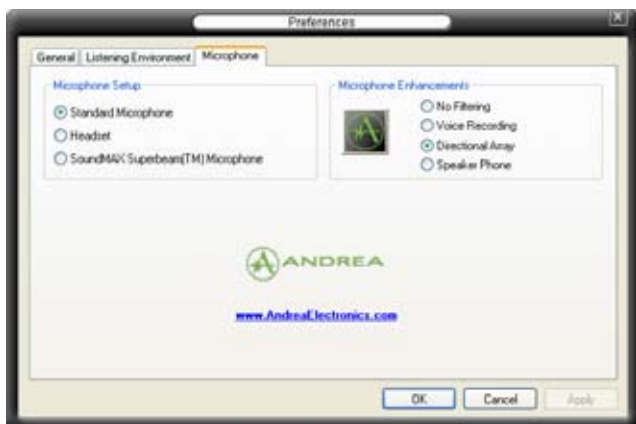 Preferences
General
Listening Environment
Microphone
Microphone Setup
Standard Microphone
Headset
SoundMAX Superbeam(TM) Microphone
Microphone Enhancements
No Filtering
Voice Recording
Directional Array
Speaker Phone
ANDREA
www.AndreaElectronics.com
OK
Cancel
Apply